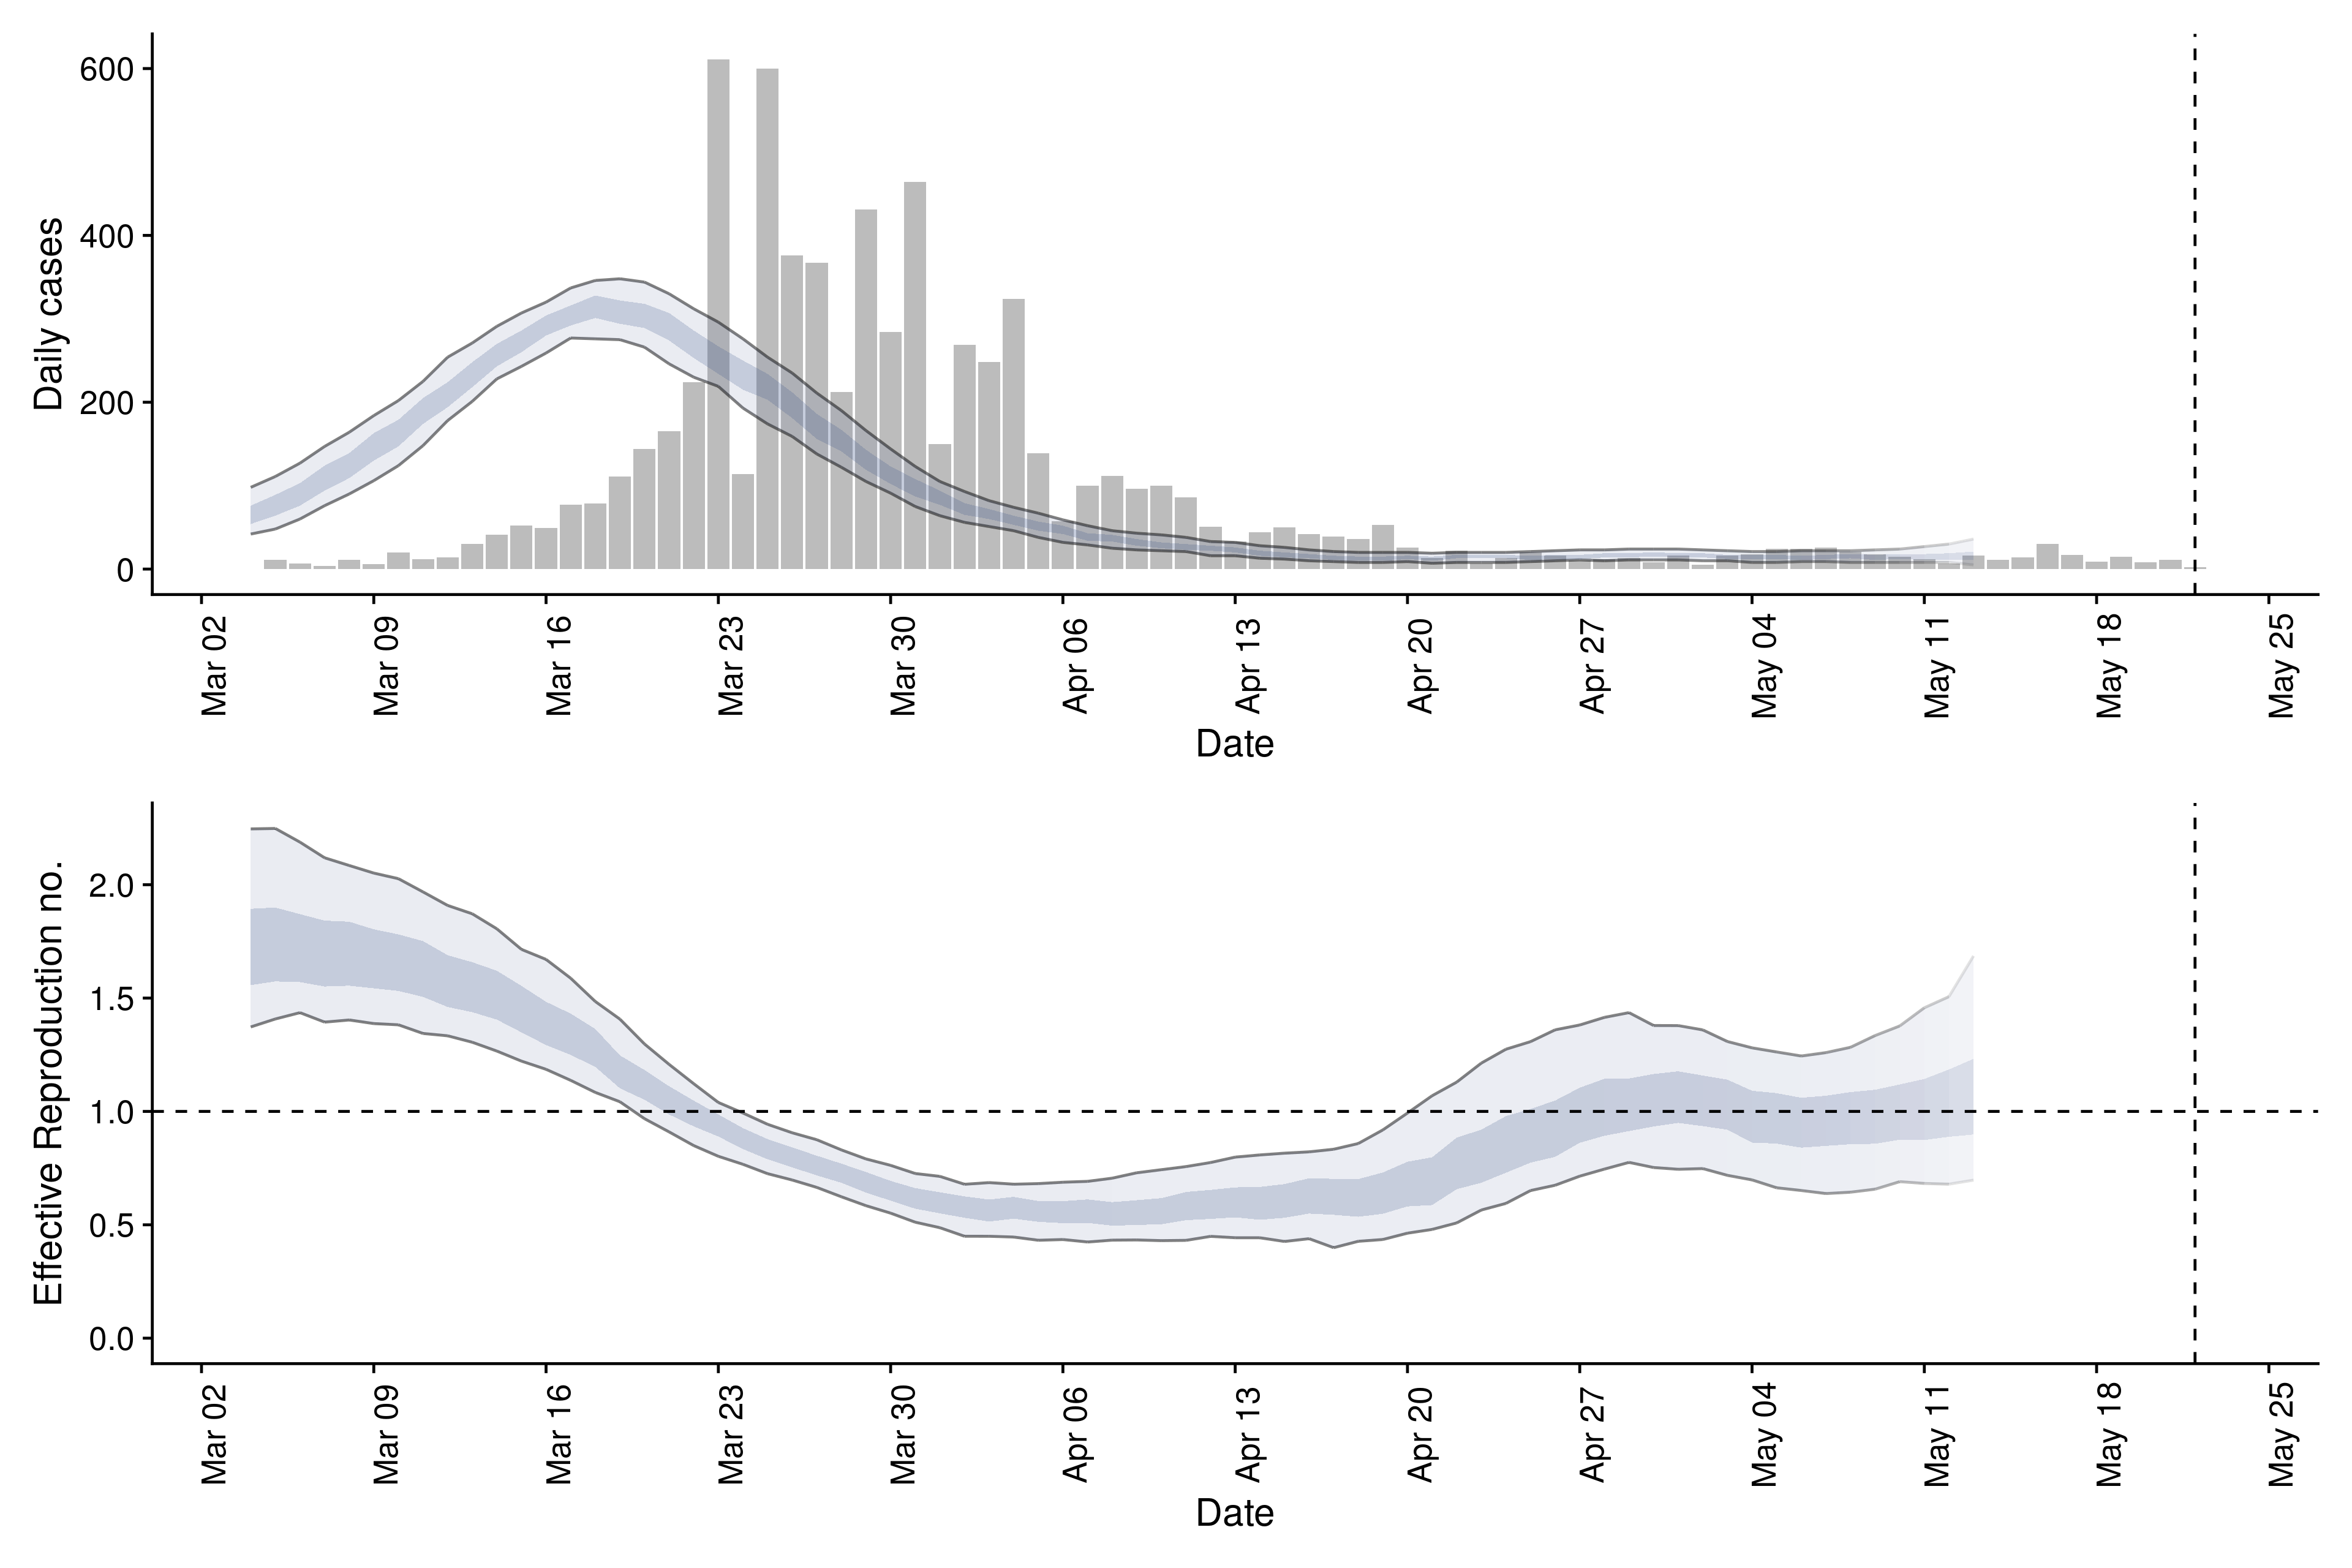 Daily cases
600
400
200
0
Mar 02
Mar 09
Mar 16
Mar 23
Mar 30
Apr 06
Apr 13
Apr 20
Apr 27
May 04
May 11
May 18
May 25
Date
Effective Reproduction no.
2.0
1.5
1.0
0.5
0.0
Mar 02
Mar 09
Mar 16
Mar 23
Mar 30
Apr 06
Apr 13
Apr 20
Apr 27
May 04
May 11
May 18
May 25
Date